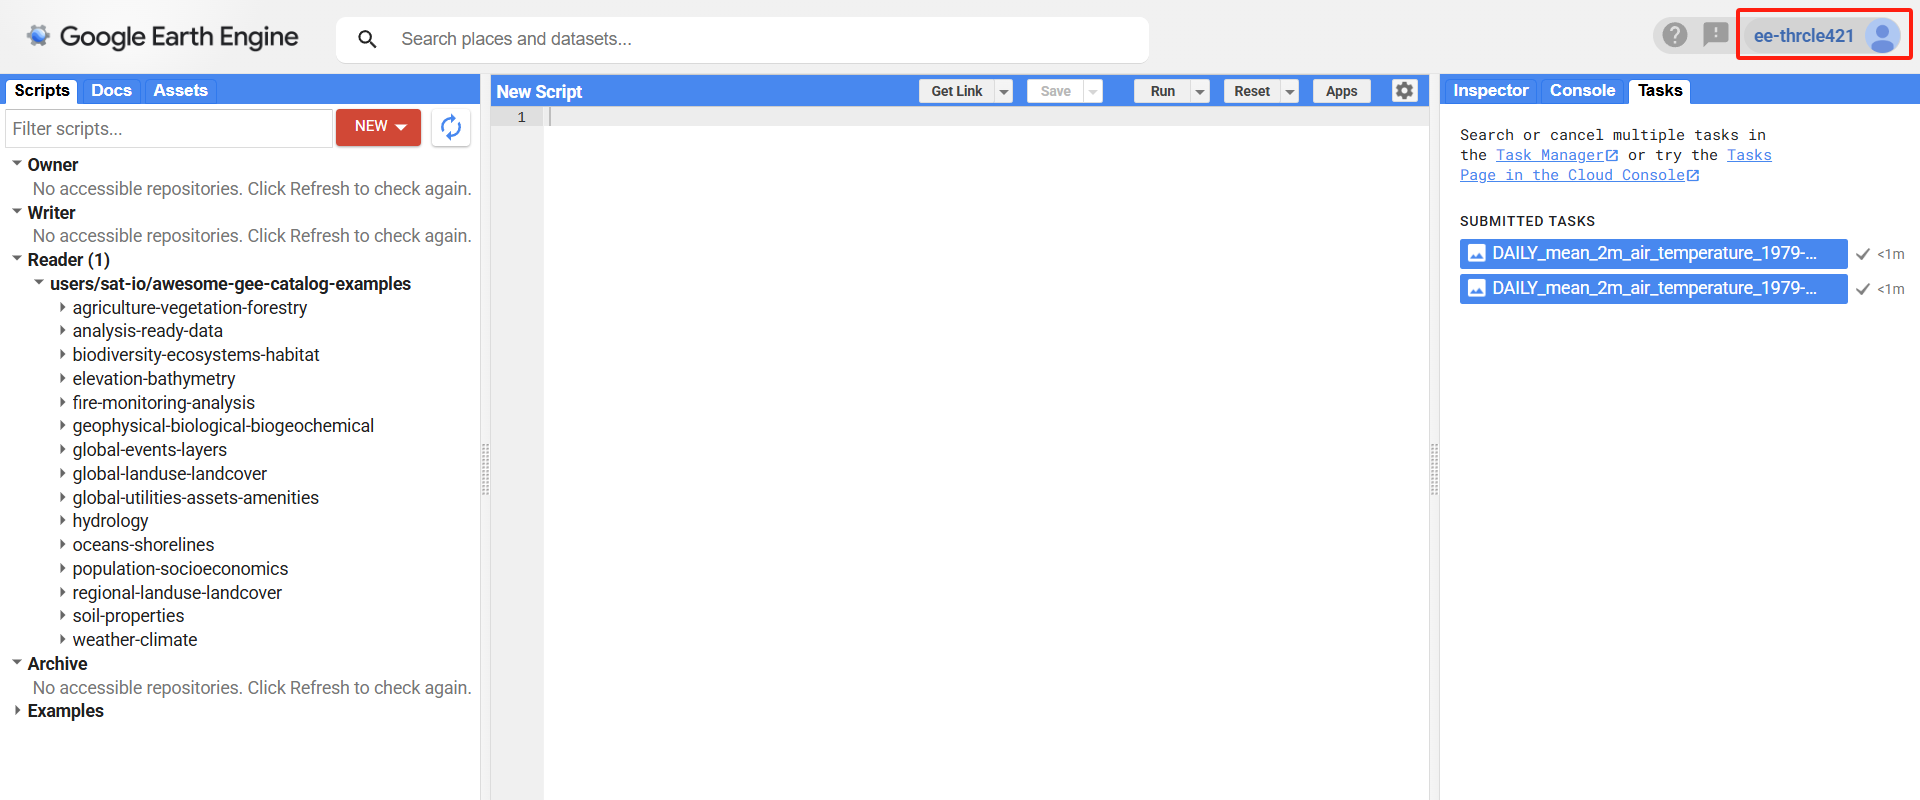 Google Earth Engine
Search places and datasets...
ee-thrcle421
Scripts Docs Assets
Filter scripts...
NEW
Owner
No accessible repositories. Click Refresh to check again.
Writer
No accessible repositories. Click Refresh to check again.
Reader (1)
users/sat-io/awesome-gee-catalog-examples
agriculture-vegetation-forestry
analysis-ready-data
biodiversity-ecosystems-habitat
elevation-bathymetry
fire-monitoring-analysis
geophysical-biological-biogeochemical
global-events-layers
global-landuse-landcover
global-utilities-assets-amenities
hydrology
oceans-shorelines
population-socioeconomics
regional-landuse-landcover
soil-properties
weather-climate
Archive
No accessible repositories. Click Refresh to check again.
Examples
New Script
Get Link Save Run Reset Apps
1
Inspector Console Tasks
Search or cancel multiple tasks in
the Task Manager or try the Tasks
Page in the Cloud Console
SUBMITTED TASKS
DAILY_mean_2m_air_temperature_1979-... <1m
DAILY_mean_2m_air_temperature_1979-... <1m